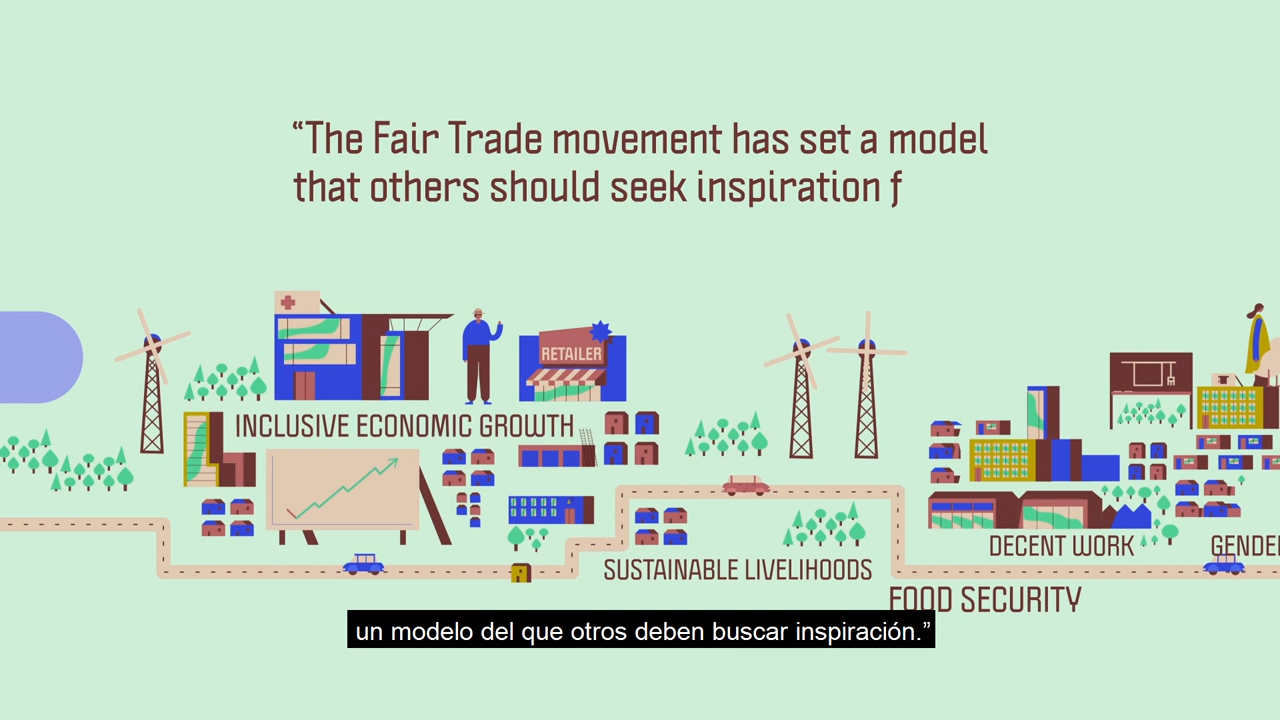 “The Fair Trade movement has set a model
that others should seek inspiration f
RETAILER
INCLUSIVE ECONOMIC GROWTH
SUSTAINABLE LIVELIHOODS
DECENT WORK
GENDE
FOOD SECURITY
un modelo del que otros deben buscar inspiración.”